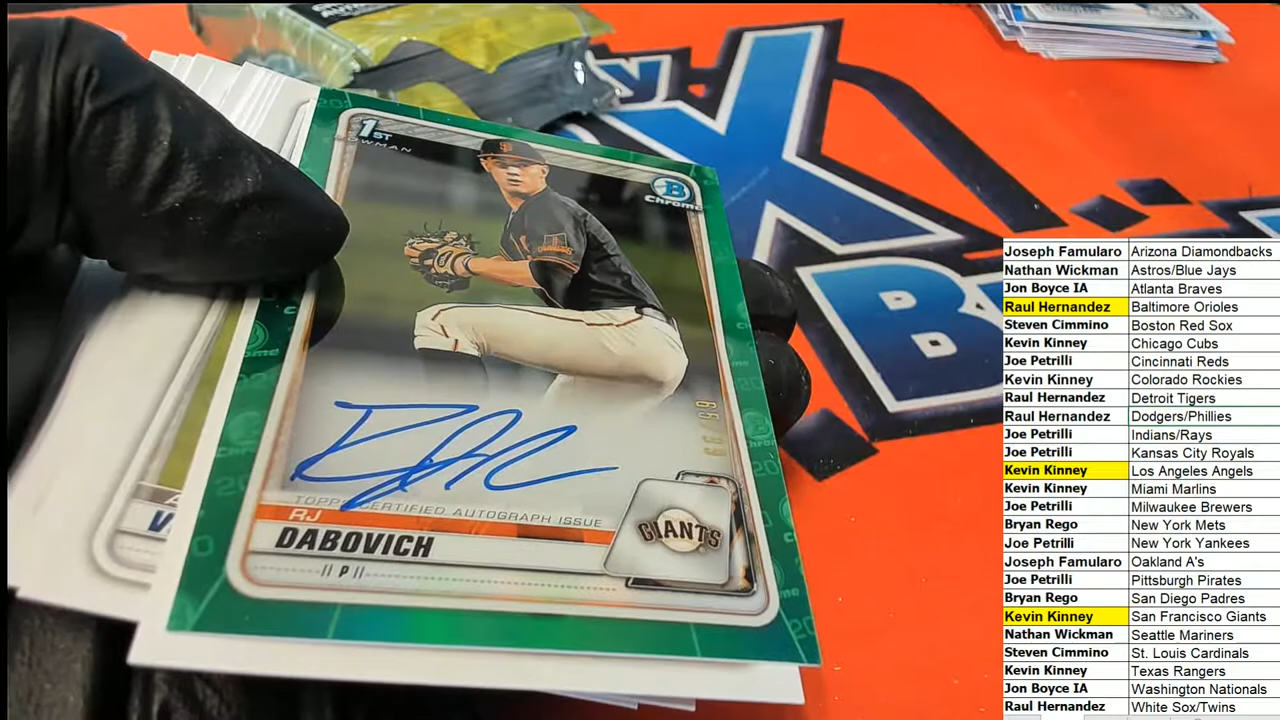 1ST
BOWMAN
B
Chrome
TOPPS CERTIFIED AUTOGRAPH ISSUE
RJ
DABOVICH
// P //
GIANTS
Joseph Famularo Arizona Diamondbacks
Nathan Wickman Astros/Blue Jays
Jon Boyce IA Atlanta Braves
Raul Hernandez Baltimore Orioles
Steven Cimmino Boston Red Sox
Kevin Kinney Chicago Cubs
Joe Petrilli Cincinnati Reds
Kevin Kinney Colorado Rockies
Raul Hernandez Detroit Tigers
Raul Hernandez Dodgers/Phillies
Joe Petrilli Indians/Rays
Joe Petrilli Kansas City Royals
Kevin Kinney Los Angeles Angels
Kevin Kinney Miami Marlins
Joe Petrilli Milwaukee Brewers
Bryan Rego New York Mets
Joe Petrilli New York Yankees
Joseph Famularo Oakland A's
Joe Petrilli Pittsburgh Pirates
Bryan Rego San Diego Padres
Kevin Kinney San Francisco Giants
Nathan Wickman Seattle Mariners
Steven Cimmino St. Louis Cardinals
Kevin Kinney Texas Rangers
Jon Boyce IA Washington Nationals
Raul Hernandez White Sox/Twins